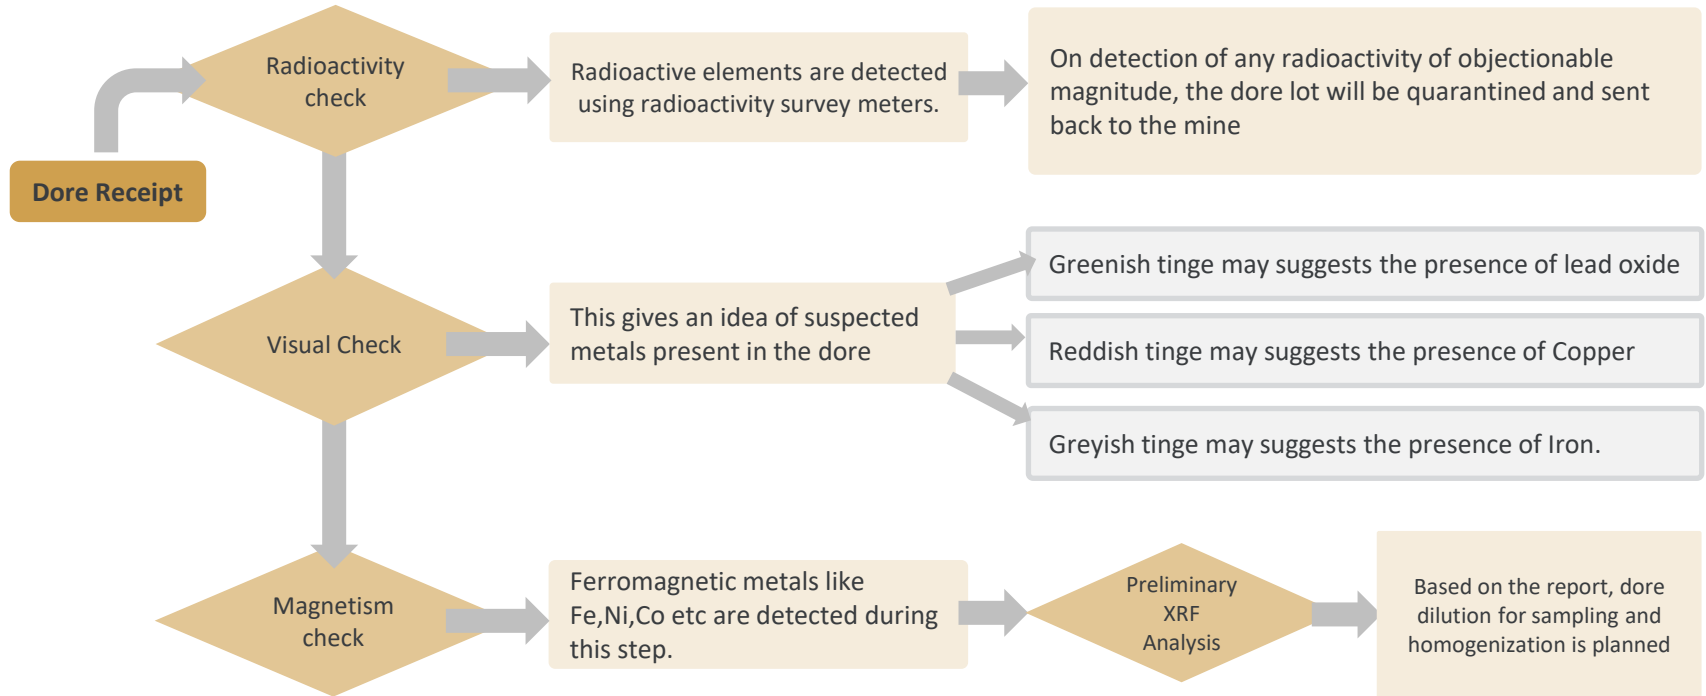 Radioactivity
check
Radioactive elements are detected
using radioactivity survey meters.
On detection of any radioactivity of objectionable
magnitude, the dore lot will be quarantined and sent
back to the mine
Dore Receipt
Visual Check
This gives an idea of suspected
metals present in the dore
Greenish tinge may suggests the presence of lead oxide
Reddish tinge may suggests the presence of Copper
Greyish tinge may suggests the presence of Iron.
Magnetism
check
Ferromagnetic metals like
Fe,Ni,Co etc are detected during
this step.
Preliminary
XRF
Analysis
Based on the report, dore
dilution for sampling and
homogenization is planned